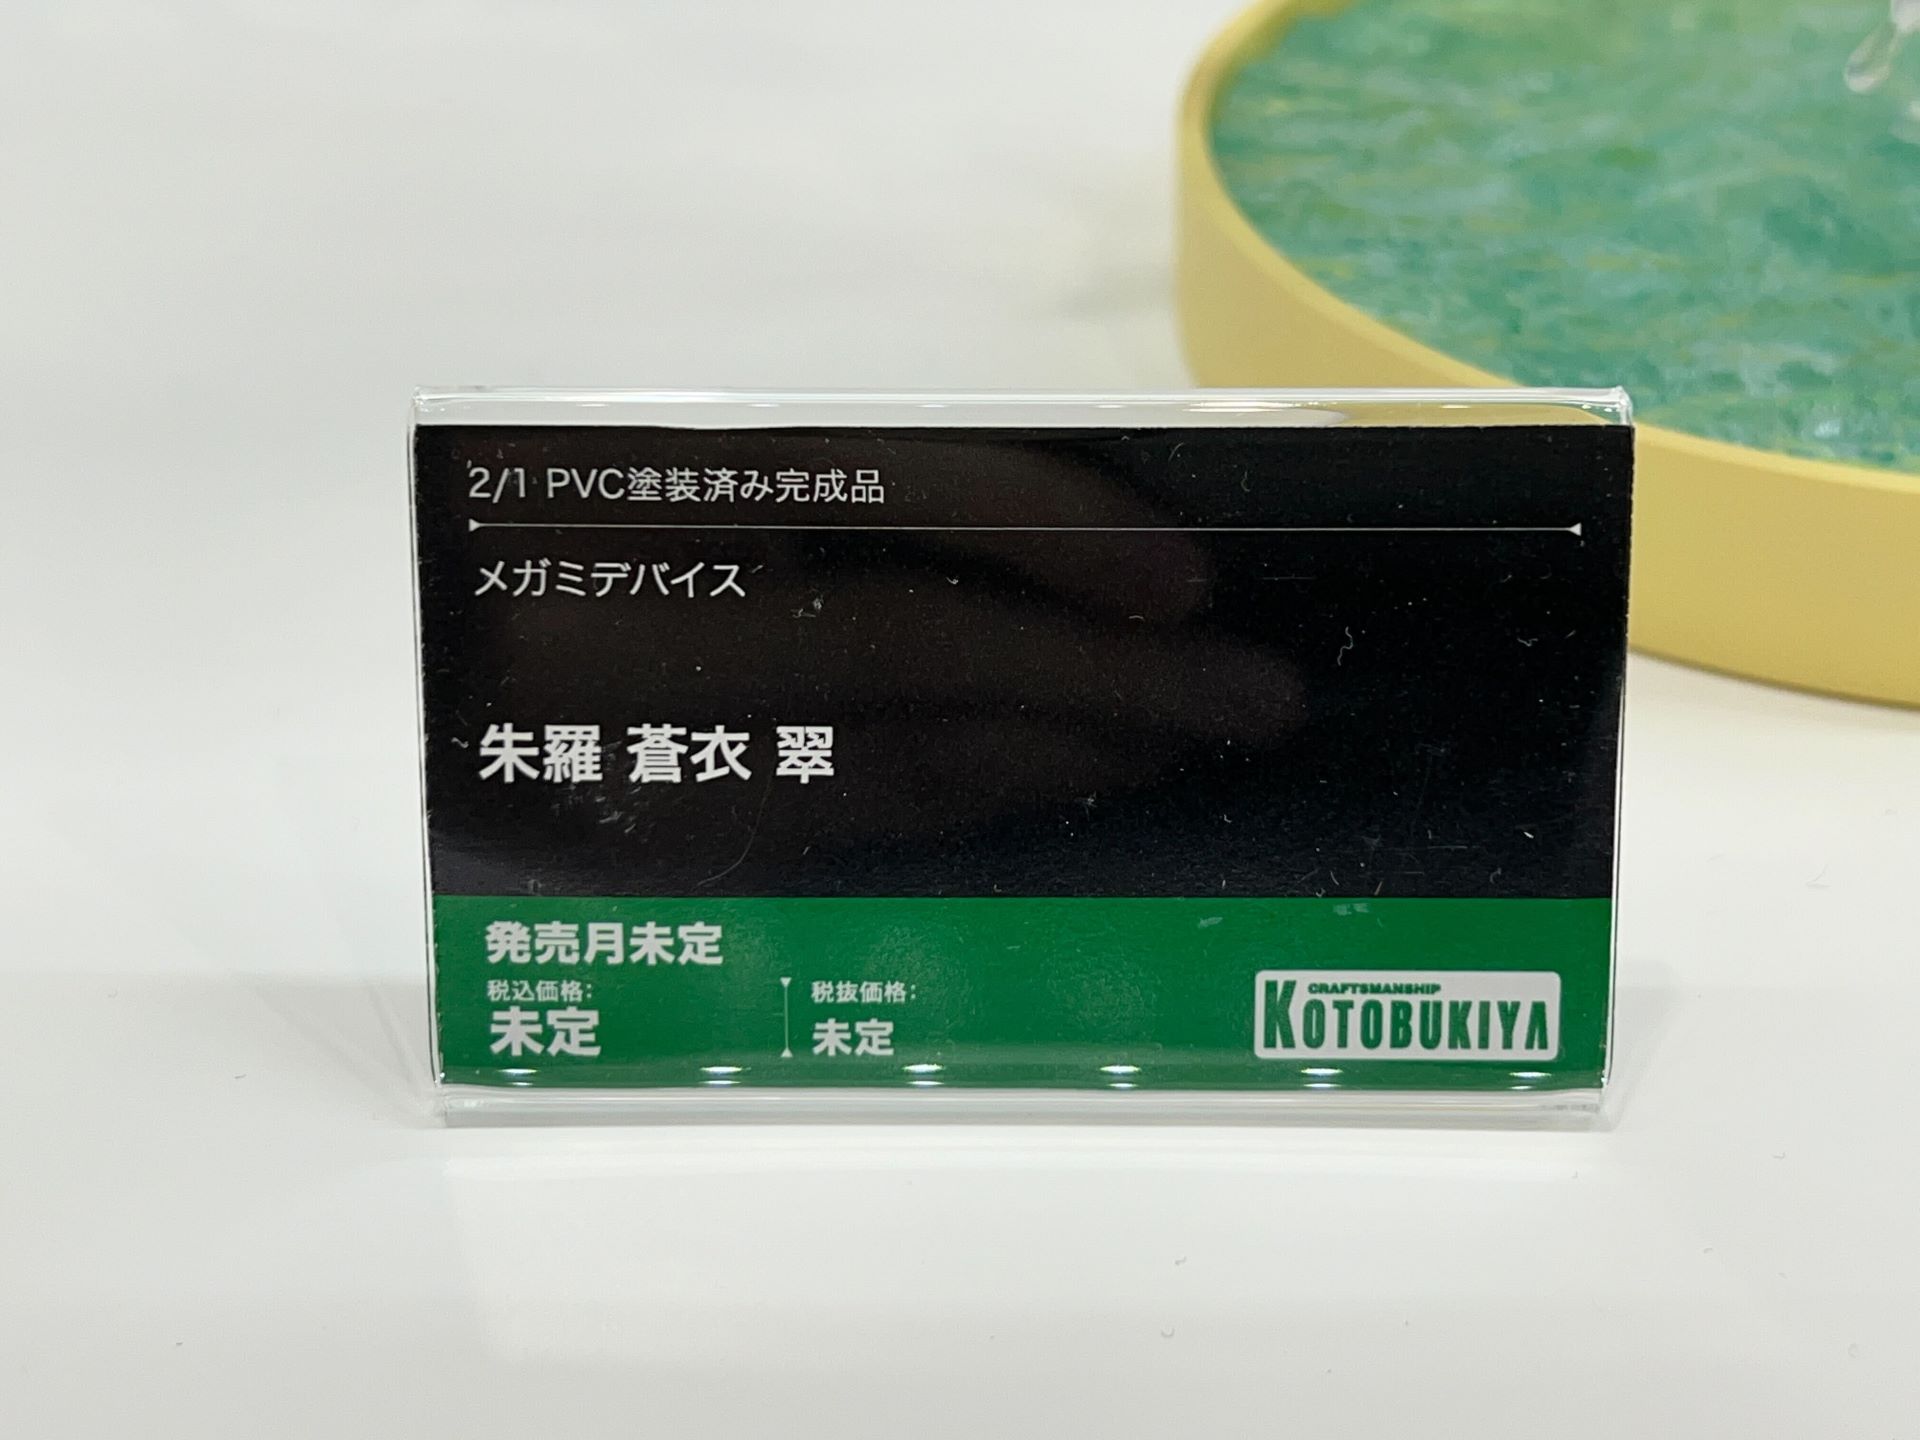 2/1 PVC塗装済み完成品
メガミデバイス
朱羅 蒼衣 翠
発売月未定
税込価格:
未定
税抜価格:
未定
CRAFTSMANSHIP
KOTOBUKIYA